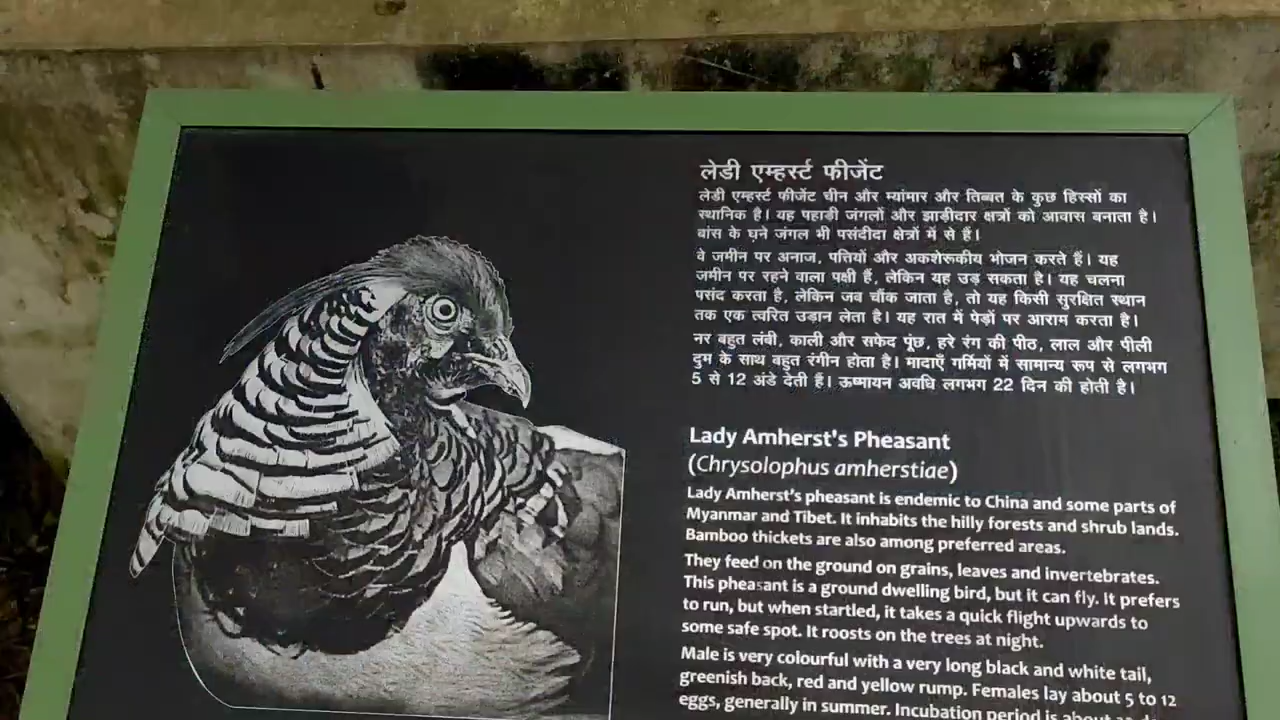 लेडी एम्हर्स्ट फीजेंट
लेडी एम्हर्स्ट फीजेंट चीन और म्यांमार और तिब्बत के कुछ हिस्सों का
स्थानिक है। यह पहाड़ी जंगलों और झाड़ीदार क्षत्रों को आवास बनाता है।
बांस के घने जंगल भी पसंदीदा क्षेत्रों में से हैं।
वे जमीन पर अनाज, पत्तियों और अकशेरूकीय भोजन करते हैं। यह
जमीन पर रहने वाला पक्षी हैं, लेकिन यह उड़ सकता है। यह चलना
पसंद करता है, लेकिन जब चौंक जाता है, तो यह किसी सुरक्षित स्थान
तक एक त्वरित उड़ान लेता है। यह रात में पेड़ों पर आराम करता है।
नर बहुत लंबी, काली और सफेद पूंछ, हरे रंग की पीठ, लाल और पीली
दुम के साथ बहुत रंगीन होता है। मादाएँ गर्मियों में सामान्य रूप से लगभग
5 से 12 अंडे देती हैं। ऊष्मायन अवधि लगभग 22 दिन की होती है।
Lady Amherst's Pheasant
(Chrysolophus amherstiae)
Lady Amherst's pheasant is endemic to China and some parts of
Myanmar and Tibet. It inhabits the hilly forests and shrub lands.
Bamboo thickets are also among preferred areas.
They feed on the ground on grains, leaves and invertebrates.
This pheasant is a ground dwelling bird, but it can fly. It prefers
to run, but when startled, it takes a quick flight upwards to
some safe spot. It roosts on the trees at night.
Male is very colourful with a very long black and white tail,
greenish back, red and yellow rump. Females lay about 5 to 12
eggs, generally in summer. Incubation period is about